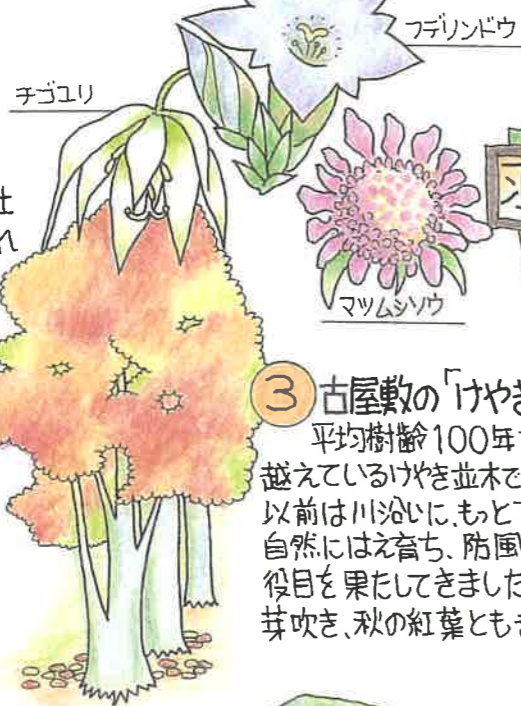 フデリンドウ
チゴユリ
マツムシソウ
社
れ
3 古屋敷の「けやき
平均樹齢100年
越えているけやき並木で
以前は川沿いに、もっと
自然にはえ育ち、防風
役目を果たしてきました
芽吹き、秋の紅葉とも